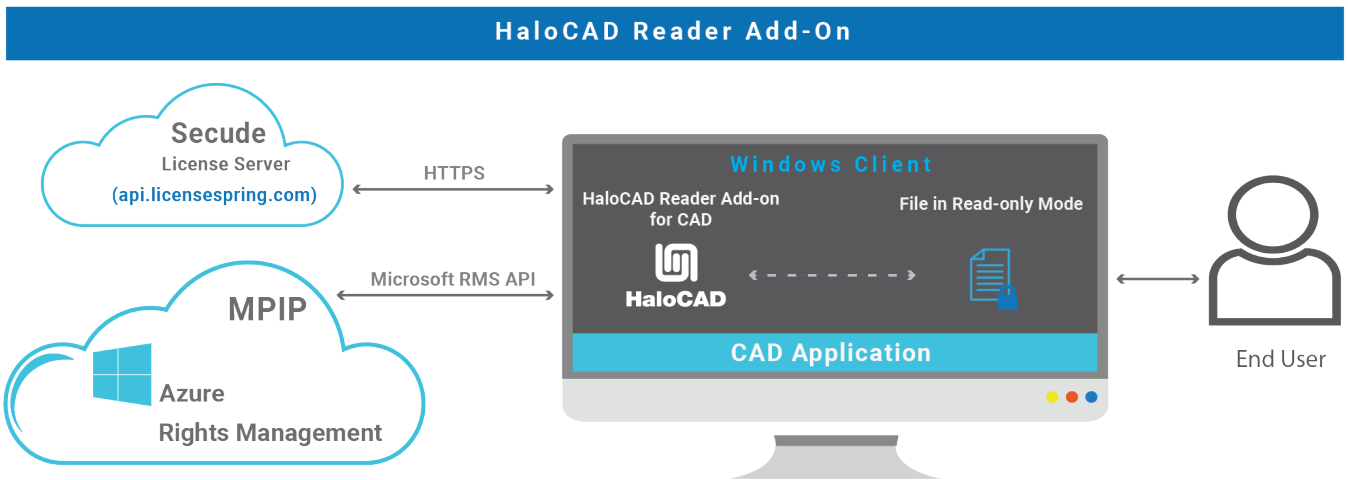 HaloCAD Reader Add-On
Secude
License Server
(api.licensespring.com)
HTTPS
Microsoft RMS API
MPIP
Azure
Rights Management
Windows Client
HaloCAD Reader Add-on
for CAD
HaloCAD
File in Read-only Mode
CAD Application
End User